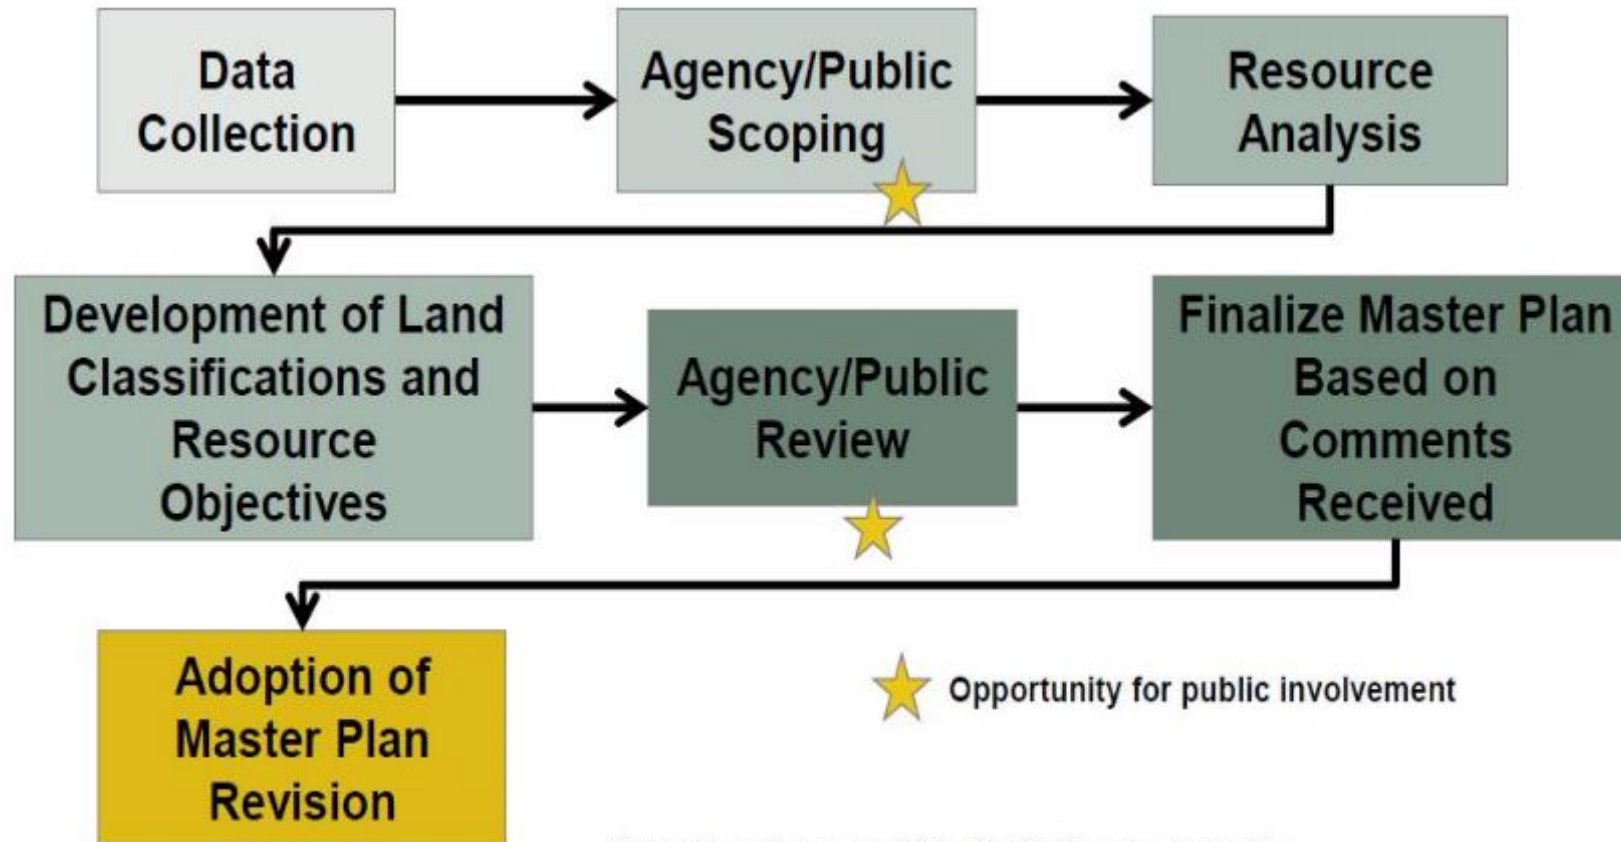 Data
Collection
Agency/Public
Scoping
Resource
Analysis
Development of Land
Classifications and
Resource
Objectives
Agency/Public
Review
Finalize Master Plan
Based on
Comments
Received
Adoption of
Master Plan
Revision
Opportunity for public involvement